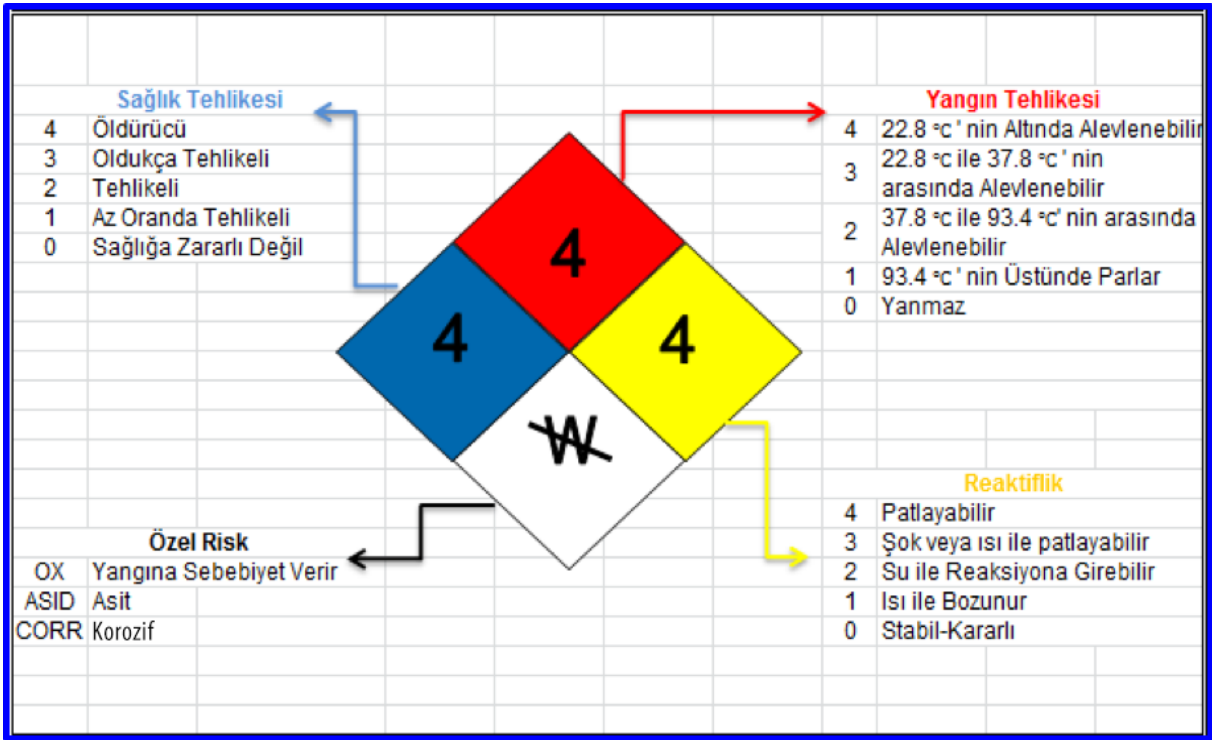 Sağlık Tehlikesi
4 Öldürücü
3 Oldukça Tehlikeli
2 Tehlikeli
1 Az Oranda Tehlikeli
0 Sağlığa Zararlı Değil
Yangın Tehlikesi
4 22.8 °c ' nin Altında Alevlenebilir
3 22.8 °c ile 37.8 °c ' nin
arasında Alevlenebilir
2 37.8 °c ile 93.4 °c' nin arasında
Alevlenebilir
1 93.4 °c ' nin Üstünde Parlar
0 Yanmaz
4
4
4
W
Özel Risk
OX Yangına Sebebiyet Verir
ASID Asit
CORR Korozif
Reaktiflik
4 Patlayabilir
3 Şok veya ısı ile patlayabilir
2 Su ile Reaksiyona Girebilir
1 Isı ile Bozunur
0 Stabil-Kararlı